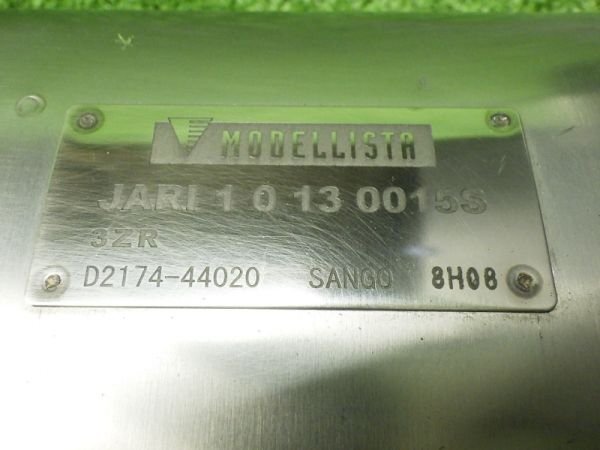 MODELLISTA
JARI 1 0 13 0015S
3ZR
D2174-44020 SANGO 8H08